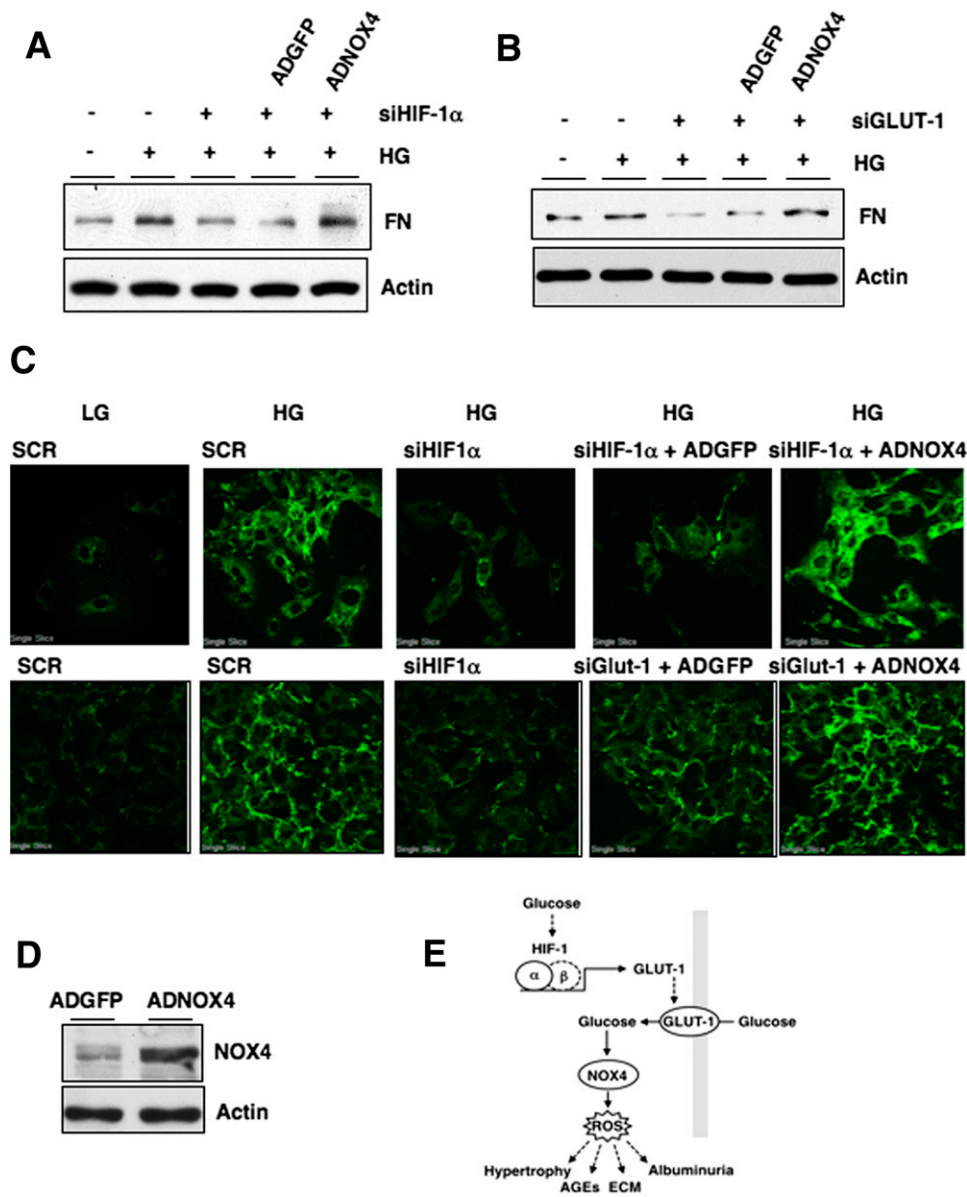 A
ADGFP
ADNOX4
- - + + + siHIF-1α
- + + + + HG
FN
Actin
B
ADGFP
ADNOX4
- - + + + siGLUT-1
- + + + + HG
FN
Actin
C
LG HG HG HG HG
SCR SCR siHIF1α siHIF-1α + ADGFP siHIF-1α + ADNOX4
Single Slice Single Slice Single Slice Single Slice Single Slice
SCR SCR siHIF1α siGlut-1 + ADGFP siGlut-1 + ADNOX4
Single Slice Single Slice Single Slice Single Slice Single Slice
D
ADGFP ADNOX4
NOX4
Actin
E
Glucose
HIF-1
α β
GLUT-1
Glucose GLUT-1 Glucose
NOX4
ROS
Hypertrophy Albuminuria
AGEs ECM